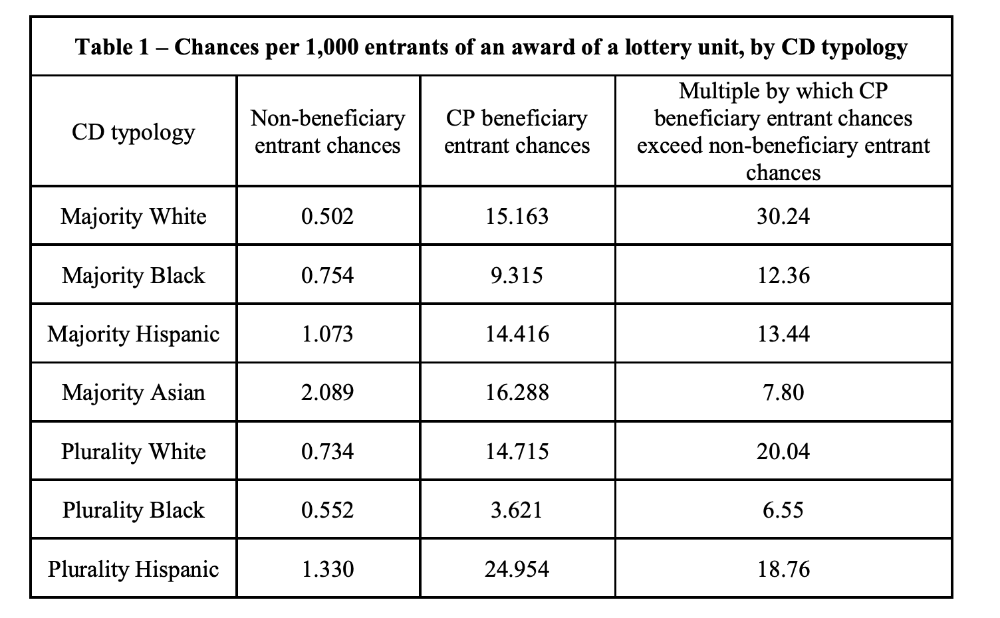 Table 1 – Chances per 1,000 entrants of an award of a lottery unit, by CD typology
CD typology
Non-beneficiary
entrant chances
CP beneficiary
entrant chances
Multiple by which CP
beneficiary entrant chances
exceed non-beneficiary entrant
chances
Majority White 0.502 15.163 30.24
Majority Black 0.754 9.315 12.36
Majority Hispanic 1.073 14.416 13.44
Majority Asian 2.089 16.288 7.80
Plurality White 0.734 14.715 20.04
Plurality Black 0.552 3.621 6.55
Plurality Hispanic 1.330 24.954 18.76